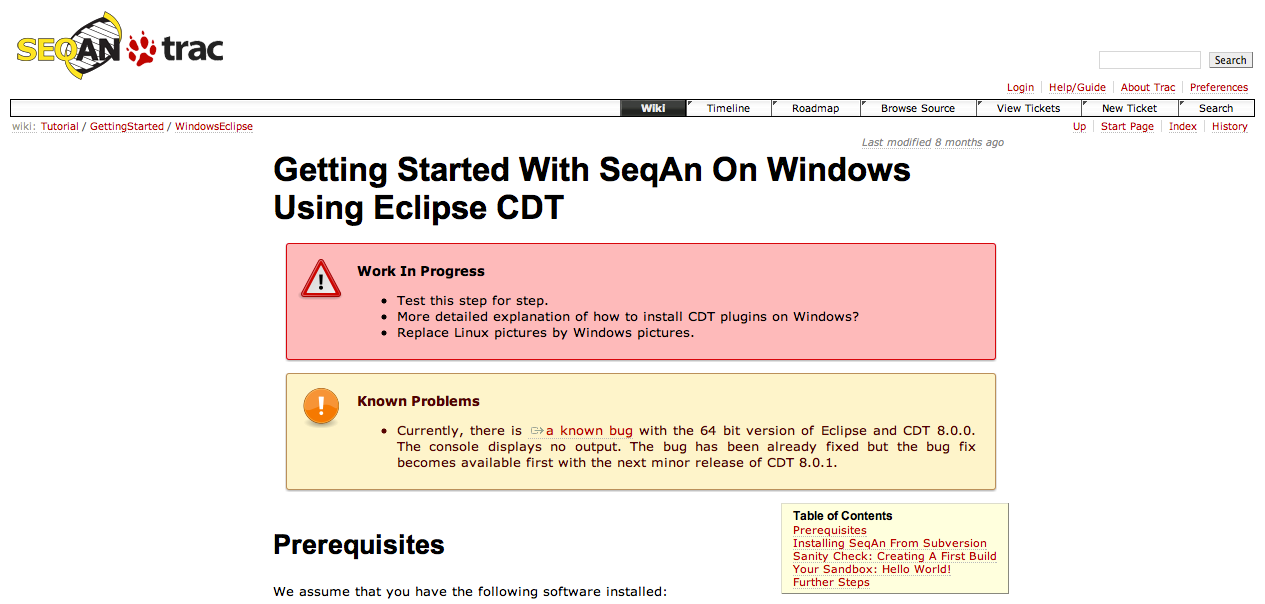 SEQAN trac
Search
Login Help/Guide About Trac Preferences
Wiki Timeline Roadmap Browse Source View Tickets New Ticket Search
wiki: Tutorial / GettingStarted / WindowsEclipse
Up Start Page Index History
Last modified 8 months ago
Getting Started With SeqAn On Windows
Using Eclipse CDT
Work In Progress
• Test this step for step.
• More detailed explanation of how to install CDT plugins on Windows?
• Replace Linux pictures by Windows pictures.
Known Problems
• Currently, there is a known bug with the 64 bit version of Eclipse and CDT 8.0.0.
The console displays no output. The bug has been already fixed but the bug fix
becomes available first with the next minor release of CDT 8.0.1.
Table of Contents
Prerequisites
Installing SeqAn From Subversion
Sanity Check: Creating A First Build
Your Sandbox: Hello World!
Further Steps
Prerequisites
We assume that you have the following software installed: